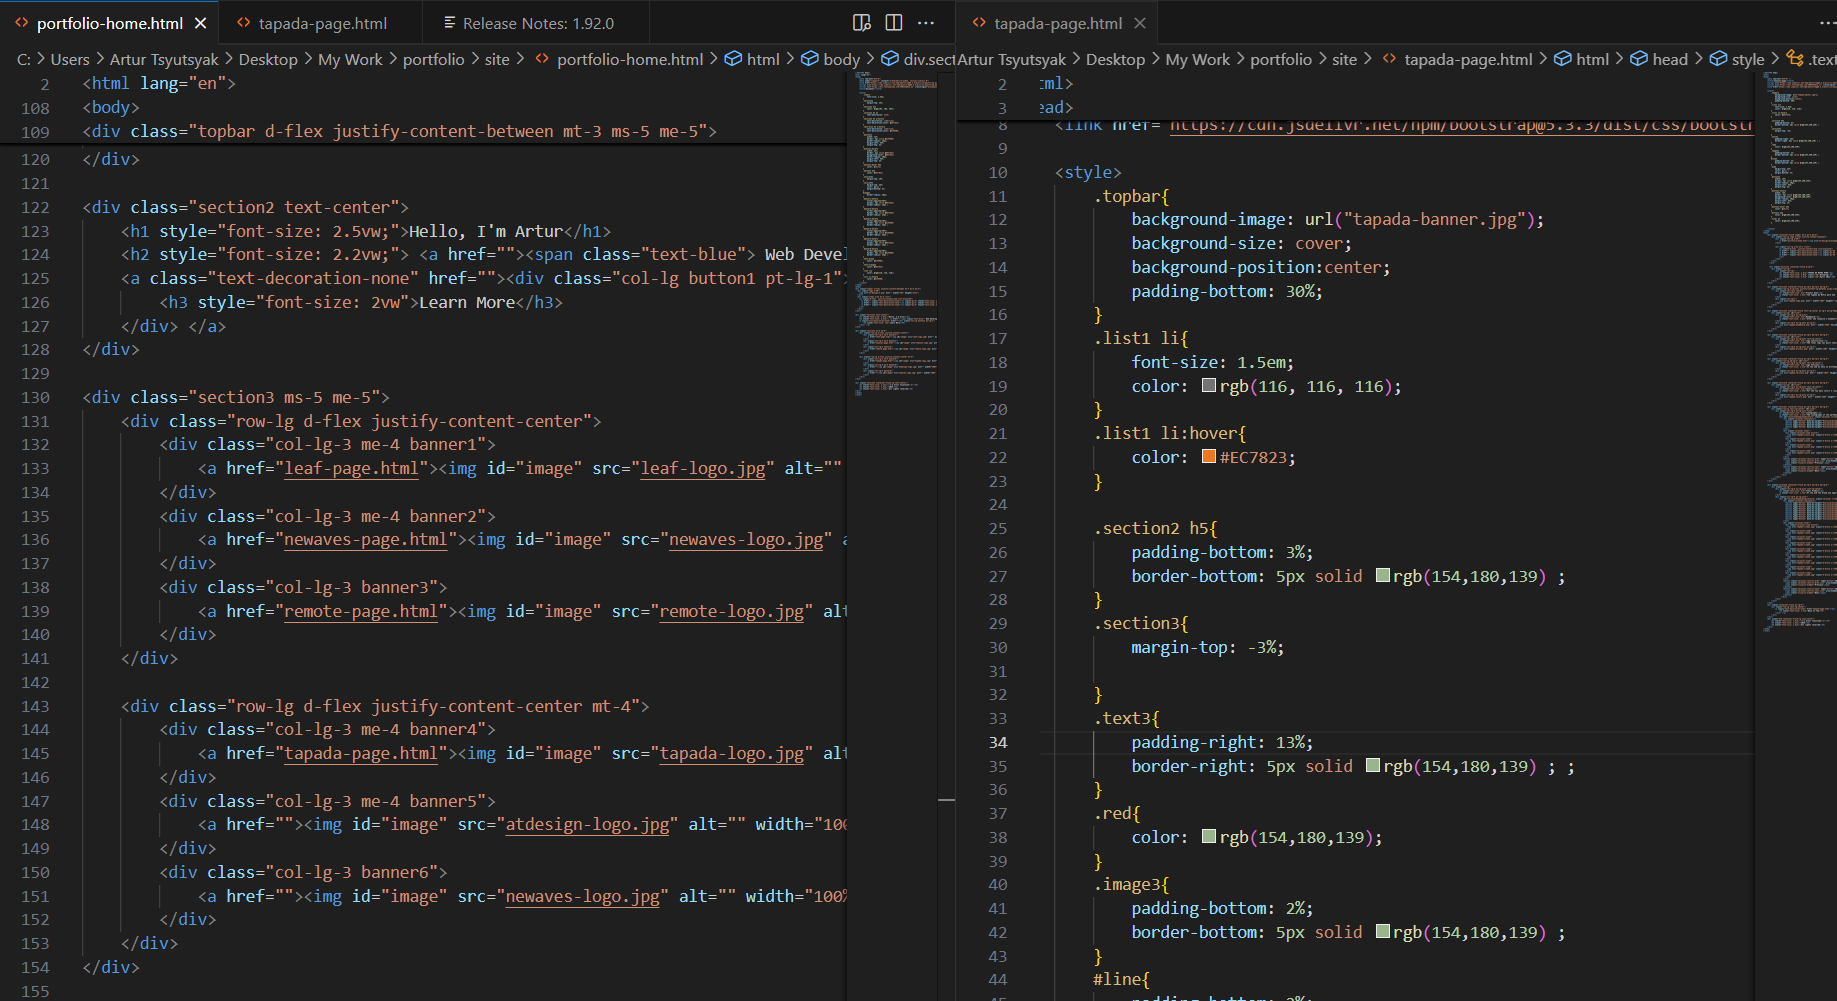 portfolio-home.html
tapada-page.html
Release Notes: 1.92.0
C: > Users > Artur Tsyutsyak > Desktop > My Work > portfolio > site > portfolio-home.html > html > body > div.sect
2 <html lang="en">
108 <body>
109 <div class="topbar d-flex justify-content-between mt-3 ms-5 me-5">
120 </div>
121
122 <div class="section2 text-center">
123 <h1 style="font-size: 2.5vw;">Hello, I'm Artur</h1>
124 <h2 style="font-size: 2.2vw;"> <a href=""><span class="text-blue"> Web Devel
125 <a class="text-decoration-none" href=""><div class="col-lg button1 pt-lg-1">
126 <h3 style="font-size: 2vw">Learn More</h3>
127 </div> </a>
128 </div>
129
130 <div class="section3 ms-5 me-5">
131 <div class="row-lg d-flex justify-content-center">
132 <div class="col-lg-3 me-4 banner1">
133 <a href="leaf-page.html"><img id="image" src="leaf-logo.jpg" alt=""
134 </div>
135 <div class="col-lg-3 me-4 banner2">
136 <a href="newaves-page.html"><img id="image" src="newaves-logo.jpg" a
137 </div>
138 <div class="col-lg-3 banner3">
139 <a href="remote-page.html"><img id="image" src="remote-logo.jpg" alt
140 </div>
141 </div>
142
143 <div class="row-lg d-flex justify-content-center mt-4">
144 <div class="col-lg-3 me-4 banner4">
145 <a href="tapada-page.html"><img id="image" src="tapada-logo.jpg" alt
146 </div>
147 <div class="col-lg-3 me-4 banner5">
148 <a href=""><img id="image" src="atdesign-logo.jpg" alt="" width="100
149 </div>
150 <div class="col-lg-3 banner6">
151 <a href=""><img id="image" src="newaves-logo.jpg" alt="" width="100%
152 </div>
153 </div>
154 </div>
155
tapada-page.html
Artur Tsyutsyak > Desktop > My Work > portfolio > site > tapada-page.html > html > head > style > .text
2 tml>
3 ead>
8 <link href="https://cdn.jsdelivr.net/npm/bootstrap@5.3.3/dist/css/bootstr
9
10 <style>
11 .topbar{
12 background-image: url("tapada-banner.jpg");
13 background-size: cover;
14 background-position:center;
15 padding-bottom: 30%;
16 }
17 .list1 li{
18 font-size: 1.5em;
19 color: rgb(116, 116, 116);
20 }
21 .list1 li:hover{
22 color: #EC7823;
23 }
24
25 .section2 h5{
26 padding-bottom: 3%;
27 border-bottom: 5px solid rgb(154,180,139) ;
28 }
29 .section3{
30 margin-top: -3%;
31
32 }
33 .text3{
34 padding-right: 13%;
35 border-right: 5px solid rgb(154,180,139) ; ;
36 }
37 .red{
38 color: rgb(154,180,139);
39 }
40 .image3{
41 padding-bottom: 2%;
42 border-bottom: 5px solid rgb(154,180,139) ;
43 }
44 #line{